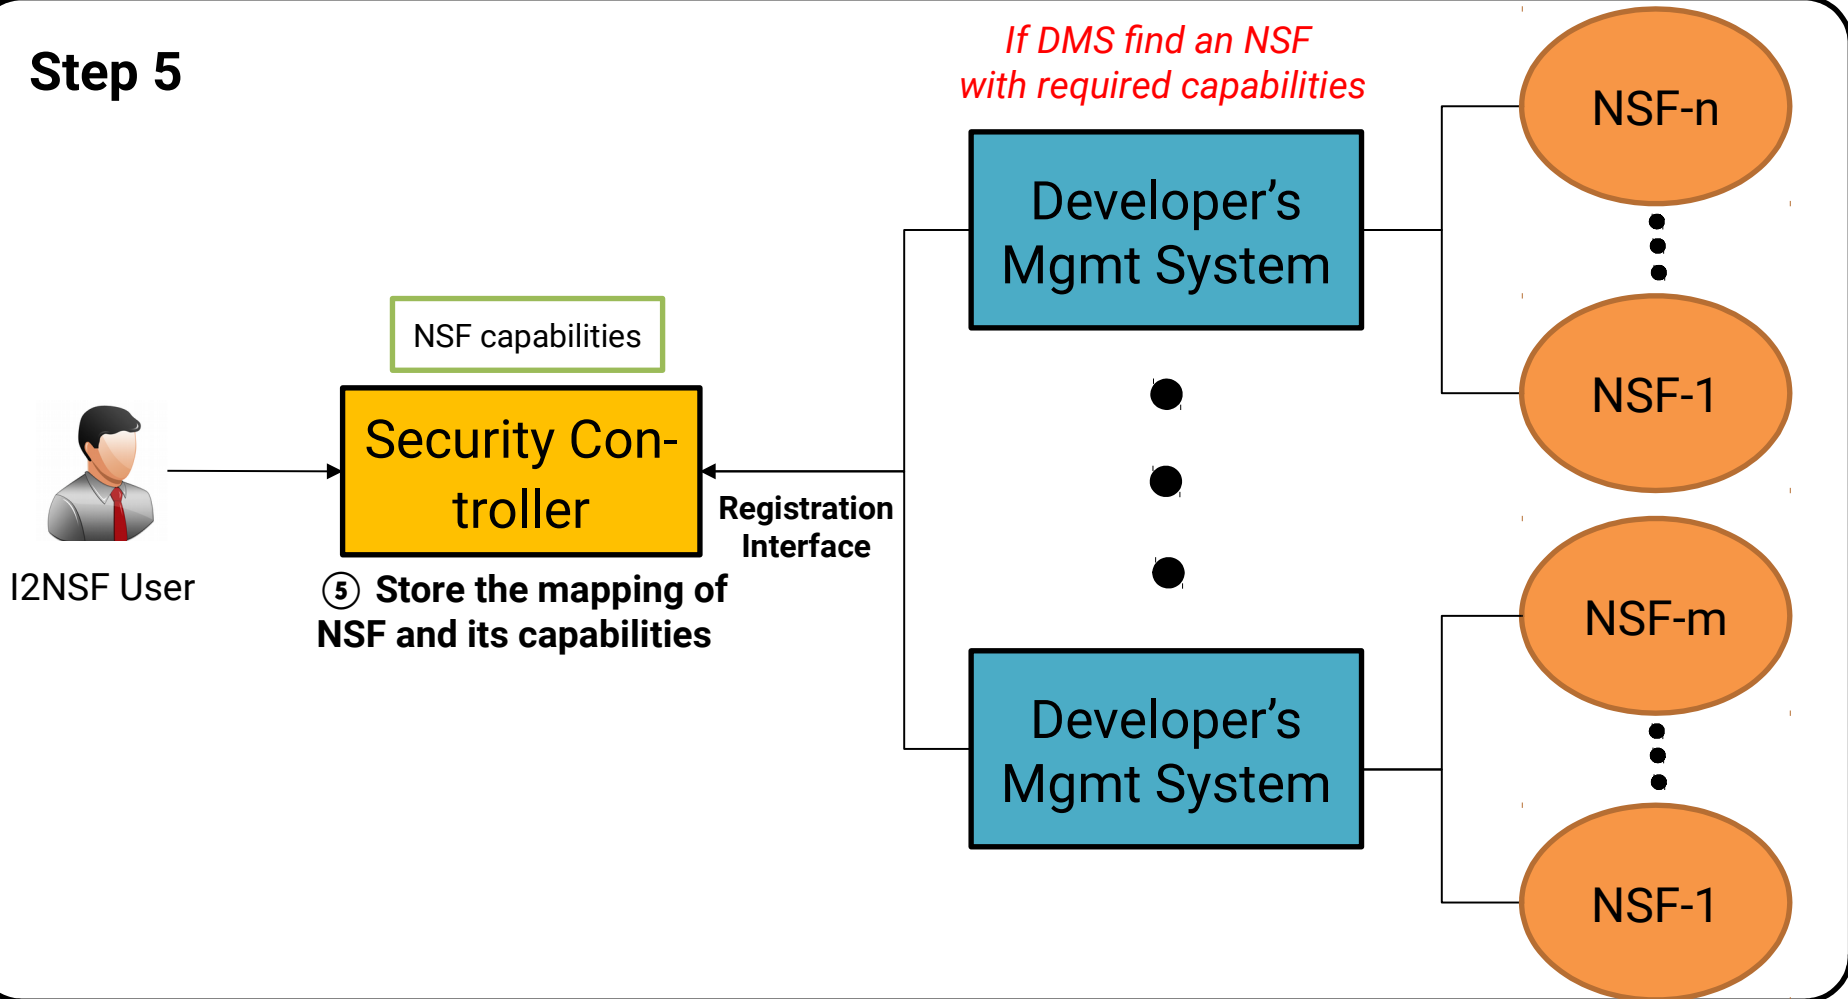 Step 5
If DMS find an NSF
with required capabilities
NSF-n
Developer’s
Mgmt System
NSF capabilities
NSF-1
Security Con-
troller
Registration
Interface
I2NSF User
⑤ Store the mapping of
NSF and its capabilities
NSF-m
Developer’s
Mgmt System
NSF-1